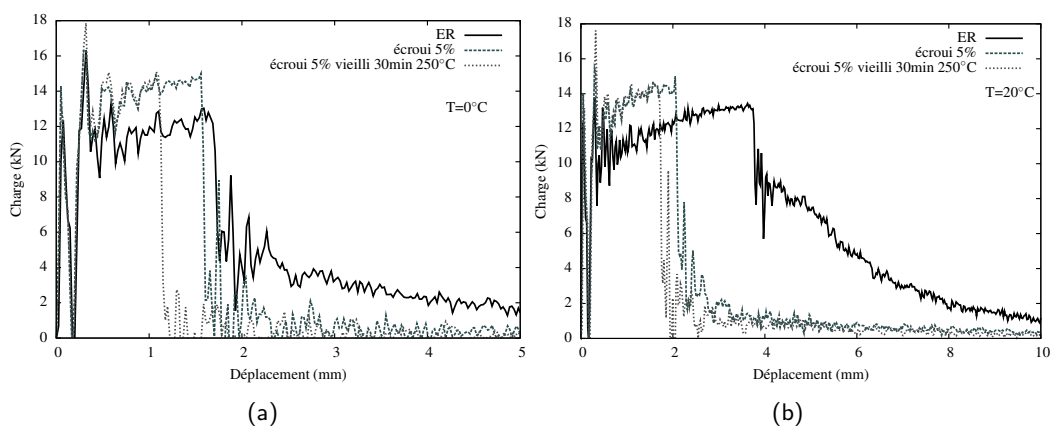 18
16
14
12
10
8
6
4
2
0
Charge (kN)
ER
écroui 5%
écroui 5% vieilli 30min 250°C
T=0°C
0 1 2 3 4 5
Déplacement (mm)
(a)
18
16
14
12
10
8
6
4
2
0
Charge (kN)
ER
écroui 5%
écroui 5% vieilli 30min 250°C
T=20°C
0 2 4 6 8 10
Déplacement (mm)
(b)